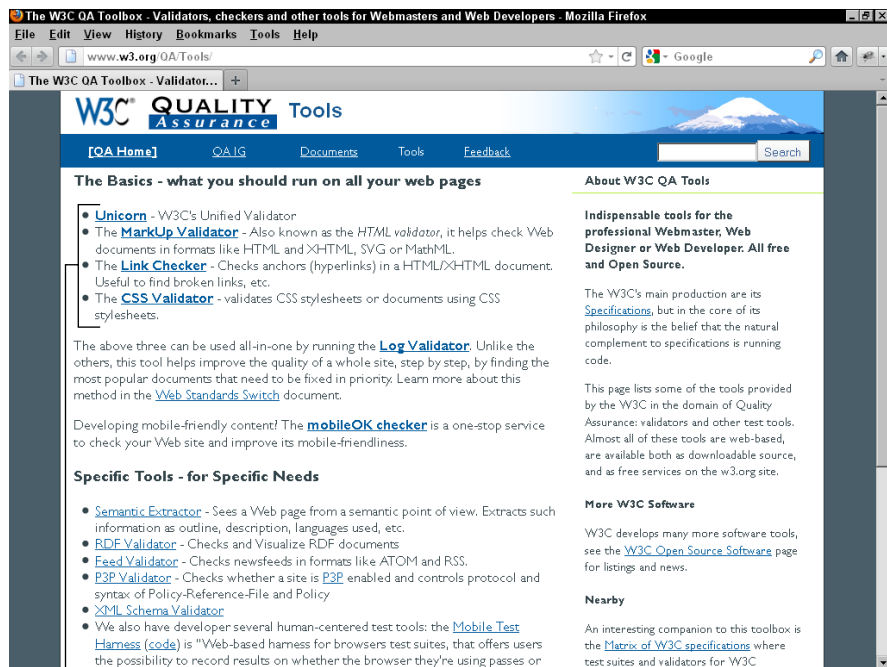 The W3C QA Toolbox - Validators, checkers and other tools for Webmasters and Web Developers - Mozilla Firefox
File Edit View History Bookmarks Tools Help
www.w3.org/QA/Tools/
Google
The W3C QA Toolbox - Validator...
W3C® QUALITY Assurance Tools
[QA Home] QA IG Documents Tools Feedback Search
The Basics - what you should run on all your web pages
• Unicorn - W3C's Unified Validator
• The MarkUp Validator - Also known as the HTML validator, it helps check Web
documents in formats like HTML and XHTML, SVG or MathML.
• The Link Checker - Checks anchors (hyperlinks) in a HTML/XHTML document.
Useful to find broken links, etc.
• The CSS Validator - validates CSS stylesheets or documents using CSS
stylesheets.
The above three can be used all-in-one by running the Log Validator. Unlike the
others, this tool helps improve the quality of a whole site, step by step, by finding the
most popular documents that need to be fixed in priority. Learn more about this
method in the Web Standards Switch document.
Developing mobile-friendly content? The mobileOK checker is a one-stop service
to check your Web site and improve its mobile-friendliness.
Specific Tools - for Specific Needs
• Semantic Extractor - Sees a Web page from a semantic point of view. Extracts such
information as outline, description, languages used, etc.
• RDF Validator - Checks and Visualize RDF documents
• Feed Validator - Checks newsfeeds in formats like ATOM and RSS.
• P3P Validator - Checks whether a site is P3P enabled and controls protocol and
syntax of Policy-Reference-File and Policy
• XML Schema Validator
• We also have developer several human-centered test tools: the Mobile Test
Harness (code) is "Web-based harness for browsers test suites, that offers users
the possibility to record results on whether the browser they're using passes or
About W3C QA Tools
Indispensable tools for the
professional Webmaster, Web
Designer or Web Developer. All free
and Open Source.
The W3C's main production are its
Specifications, but in the core of its
philosophy is the belief that the natural
complement to specifications is running
code.
This page lists some of the tools provided
by the W3C in the domain of Quality
Assurance: validators and other test tools.
Almost all of these tools are web-based,
are available both as downloadable source,
and as free services on the w3.org site.
More W3C Software
W3C develops many more software tools,
see the W3C Open Source Software page
for listings and news.
Nearby
An interesting companion to this toolbox is
the Matrix of W3C specifications where
test suites and validators for W3C